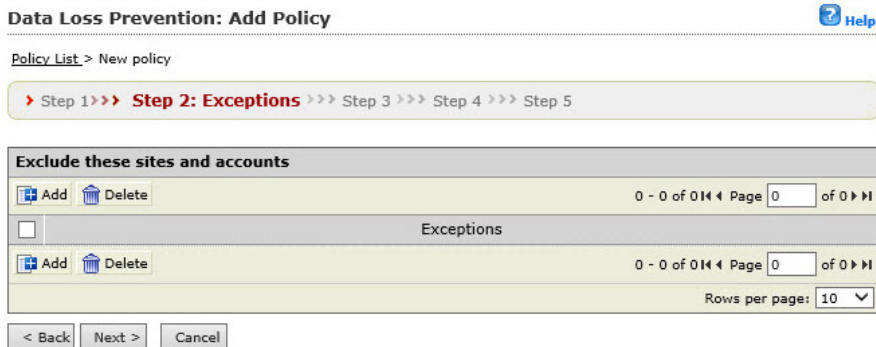 Data Loss Prevention: Add Policy
Help
Policy List > New policy
Step 1 >>> Step 2: Exceptions >>> Step 3 >>> Step 4 >>> Step 5
Exclude these sites and accounts
Add Delete 0 - 0 of 0 Page 0 of 0
Exceptions
Add Delete 0 - 0 of 0 Page 0 of 0
Rows per page: 10
< Back Next > Cancel